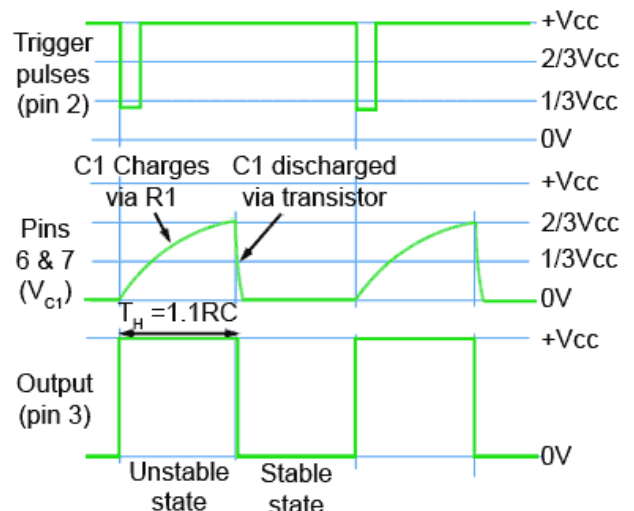 +Vcc
Trigger
pulses
(pin 2)
2/3Vcc
1/3Vcc
0V
C1 Charges
via R1
C1 discharged
via transistor
+Vcc
Pins
6 & 7
(VC1)
2/3Vcc
1/3Vcc
0V
TH =1.1RC
+Vcc
Output
(pin 3)
0V
Unstable
state
Stable
state